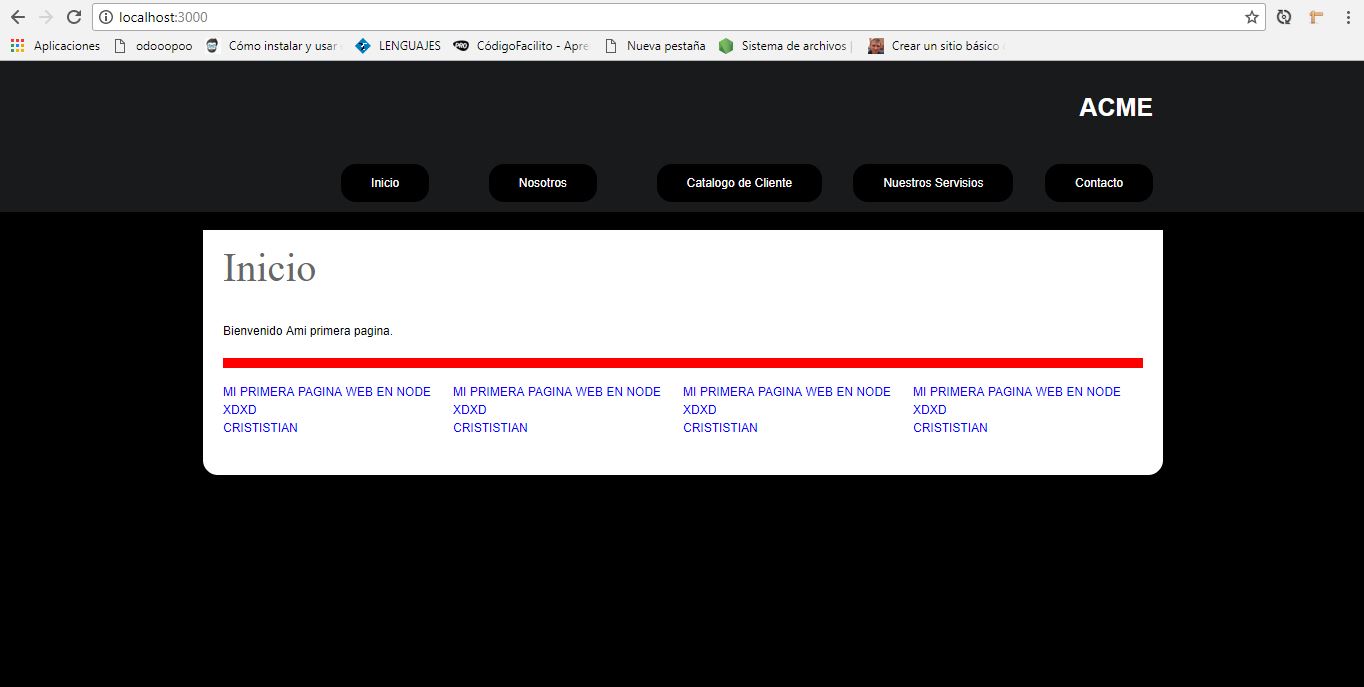 localhost:3000
Aplicaciones odooopoo Cómo instalar y usar LENGUAJES CódigoFacilito - Apre Nueva pestaña Sistema de archivos Crear un sitio básico
ACME
Inicio Nosotros Catalogo de Cliente Nuestros Servisios Contacto
Inicio
Bienvenido Ami primera pagina.
MI PRIMERA PAGINA WEB EN NODE MI PRIMERA PAGINA WEB EN NODE MI PRIMERA PAGINA WEB EN NODE MI PRIMERA PAGINA WEB EN NODE
XDXD XDXD XDXD XDXD
CRISTISTIAN CRISTISTIAN CRISTISTIAN CRISTISTIAN